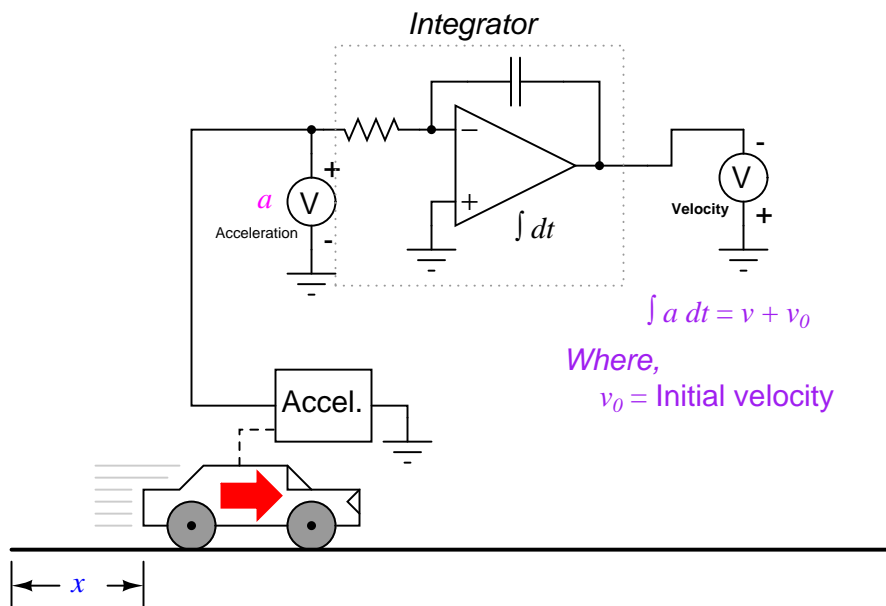 Integrator
−
+
∫ dt
+
V
-
a
Acceleration
-
V
+
Velocity
∫ a dt = v + v0
Where,
v0 = Initial velocity
Accel.
x